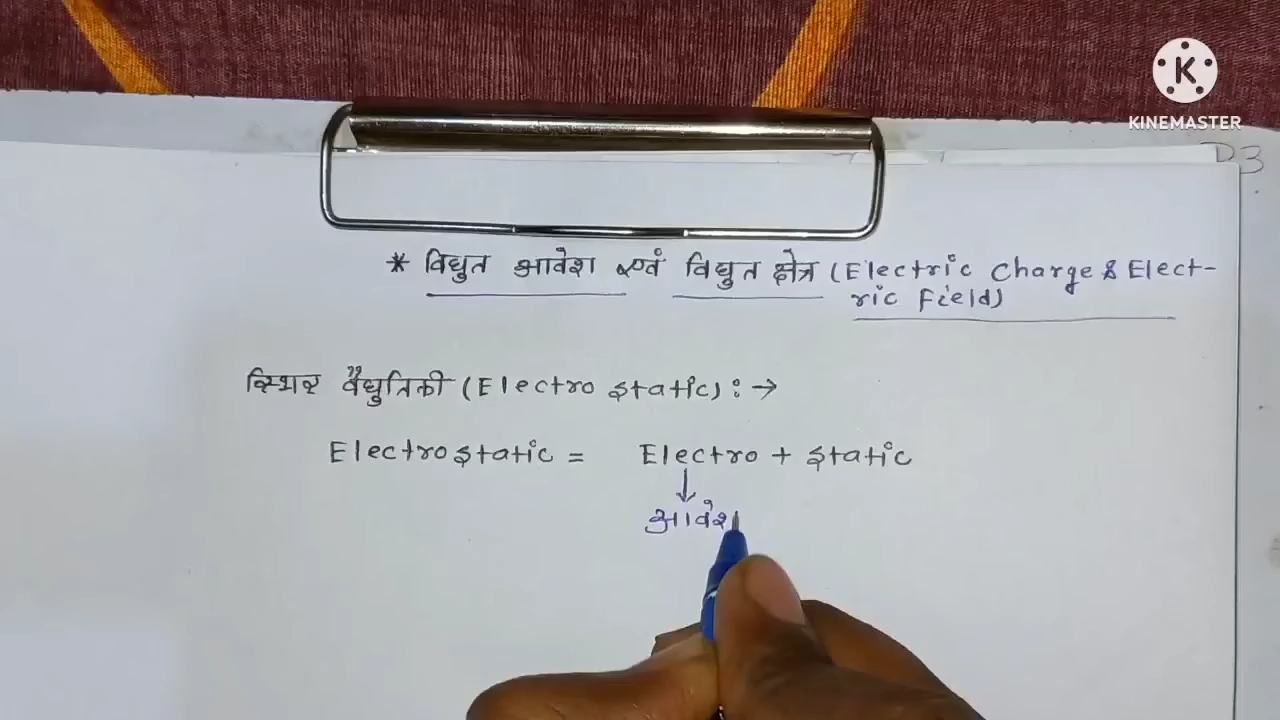 KINEMASTER
* विद्युत आवेश एवं विद्युत क्षेत्र (Electric Charge & Elect-
ric Field)
स्थिर वैद्युतिकी (Electro static) : →
Electrostatic = Electro + static
↓
आवेश